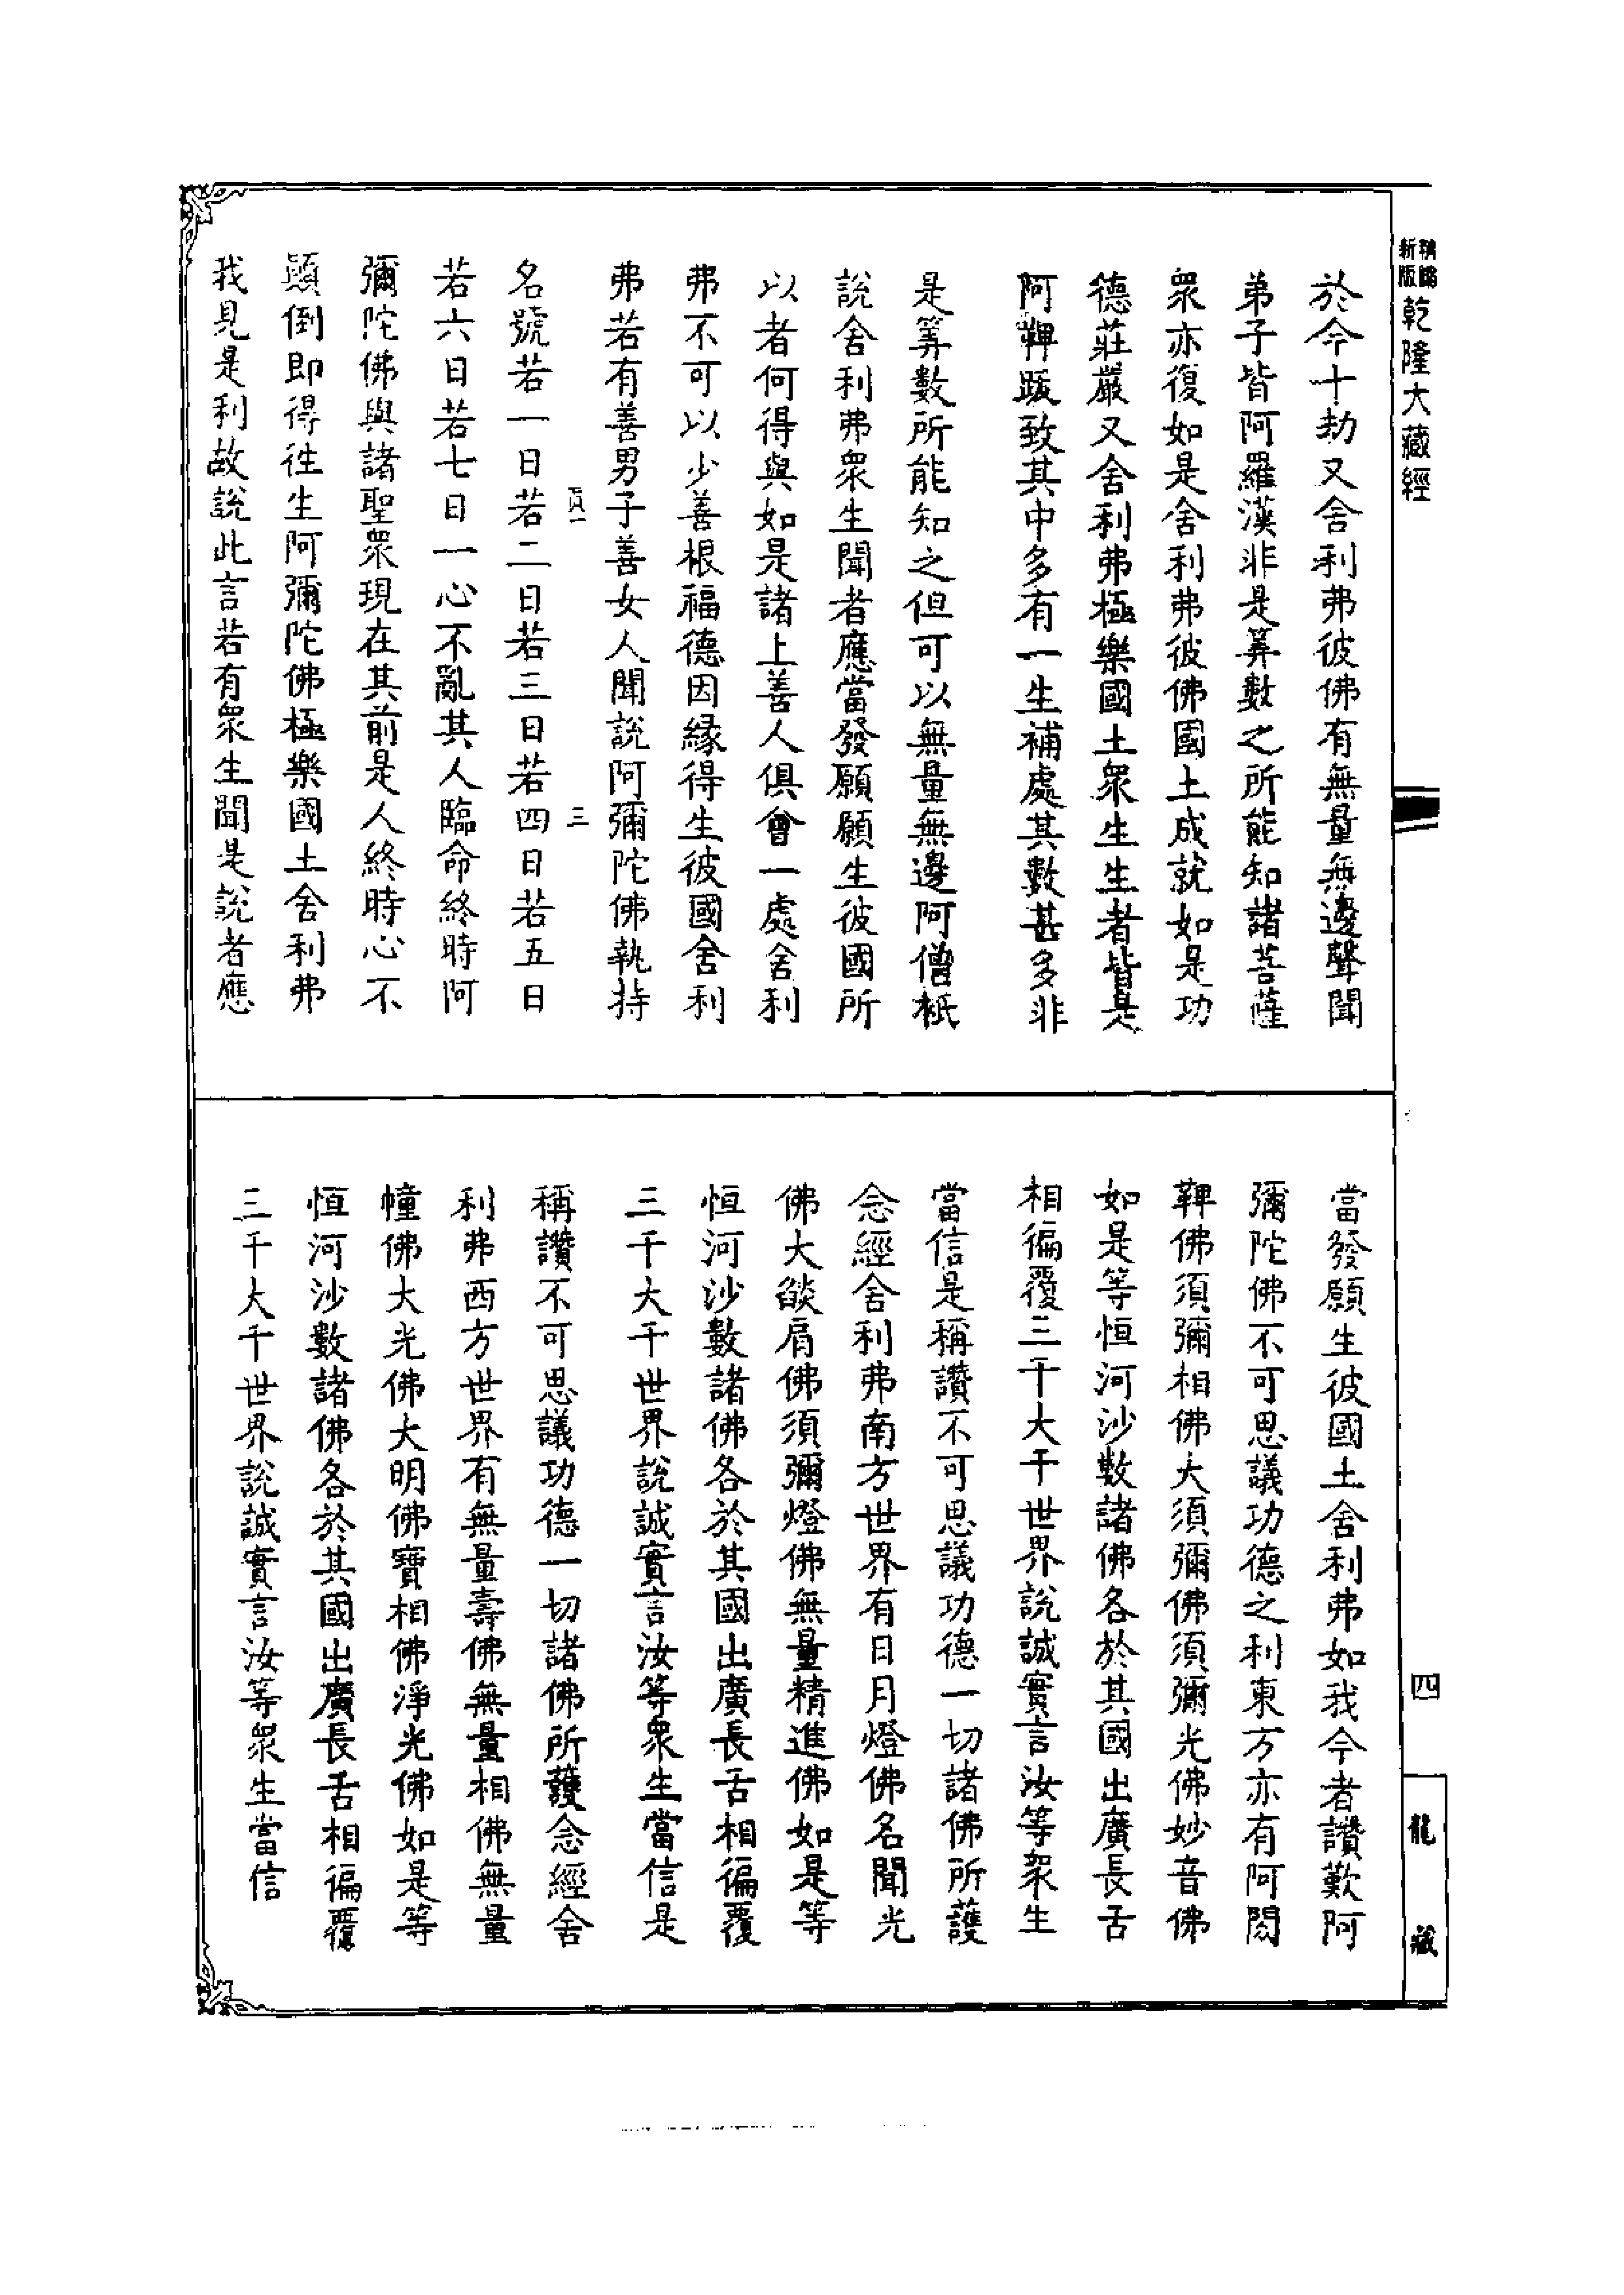 新版
乾隆大藏經
於今十劫又舍利弗彼佛有無量無邊聲聞
弟子皆阿羅漢非是筭數之所能知諸菩薩
眾亦復如是舍利弗彼佛國土成就如是功
德莊嚴又舍利弗極樂國土眾生生者皆是
阿鞞跋致其中多有一生補處其數甚多非
是筭數所能知之但可以無量無邊阿僧祇
說舍利弗眾生聞者應當發願願生彼國所
以者何得與如是諸上善人俱會一處舍利
弗不可以少善根福德因緣得生彼國舍利
弗若有善男子善女人聞說阿彌陀佛執持
三
名號若一日若二日若三日若四日若五日
若六日若七日一心不亂其人臨命終時阿
彌陀佛與諸聖眾現在其前是人終時心不
顛倒即得往生阿彌陀佛極樂國土舍利弗
我見是利故說此言若有眾生聞是說者應
當發願生彼國土舍利弗如我今者讚歎阿
彌陀佛不可思議功德之利東方亦有阿閦
鞞佛須彌相佛大須彌佛須彌光佛妙音佛
如是等恒河沙數諸佛各於其國出廣長舌
相徧覆三千大千世界說誠實言汝等眾生
當信是稱讚不可思議功德一切諸佛所護
念經舍利弗南方世界有日月燈佛名聞光
佛大燄肩佛須彌燈佛無量精進佛如是等
恒河沙數諸佛各於其國出廣長舌相徧覆
三千大千世界說誠實言汝等眾生當信是
稱讚不可思議功德一切諸佛所護念經舍
利弗西方世界有無量壽佛無量相佛無量
幢佛大光佛大明佛寶相佛淨光佛如是等
恒河沙數諸佛各於其國出廣長舌相徧覆
三千大千世界說誠實言汝等眾生當信
四
龍藏